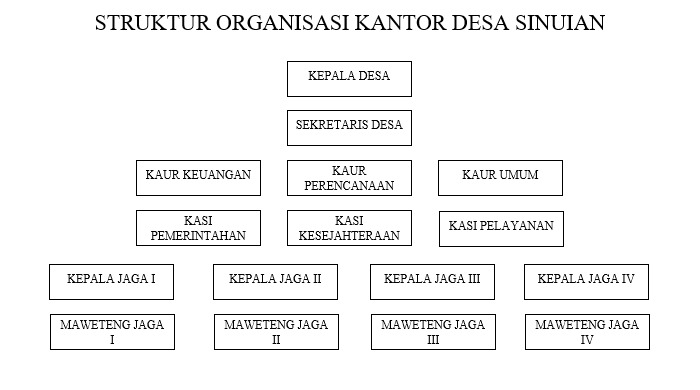 STRUKTUR ORGANISASI KANTOR DESA SINUIAN
KEPALA DESA
SEKRETARIS DESA
KAUR KEUANGAN
KAUR
PERENCANAAN
KAUR UMUM
KASI
PEMERINTAHAN
KASI
KESEJAHTERAAN
KASI PELAYANAN
KEPALA JAGA I
KEPALA JAGA II
KEPALA JAGA III
KEPALA JAGA IV
MAWETENG JAGA
I
MAWETENG JAGA
II
MAWETENG JAGA
III
MAWETENG JAGA
IV